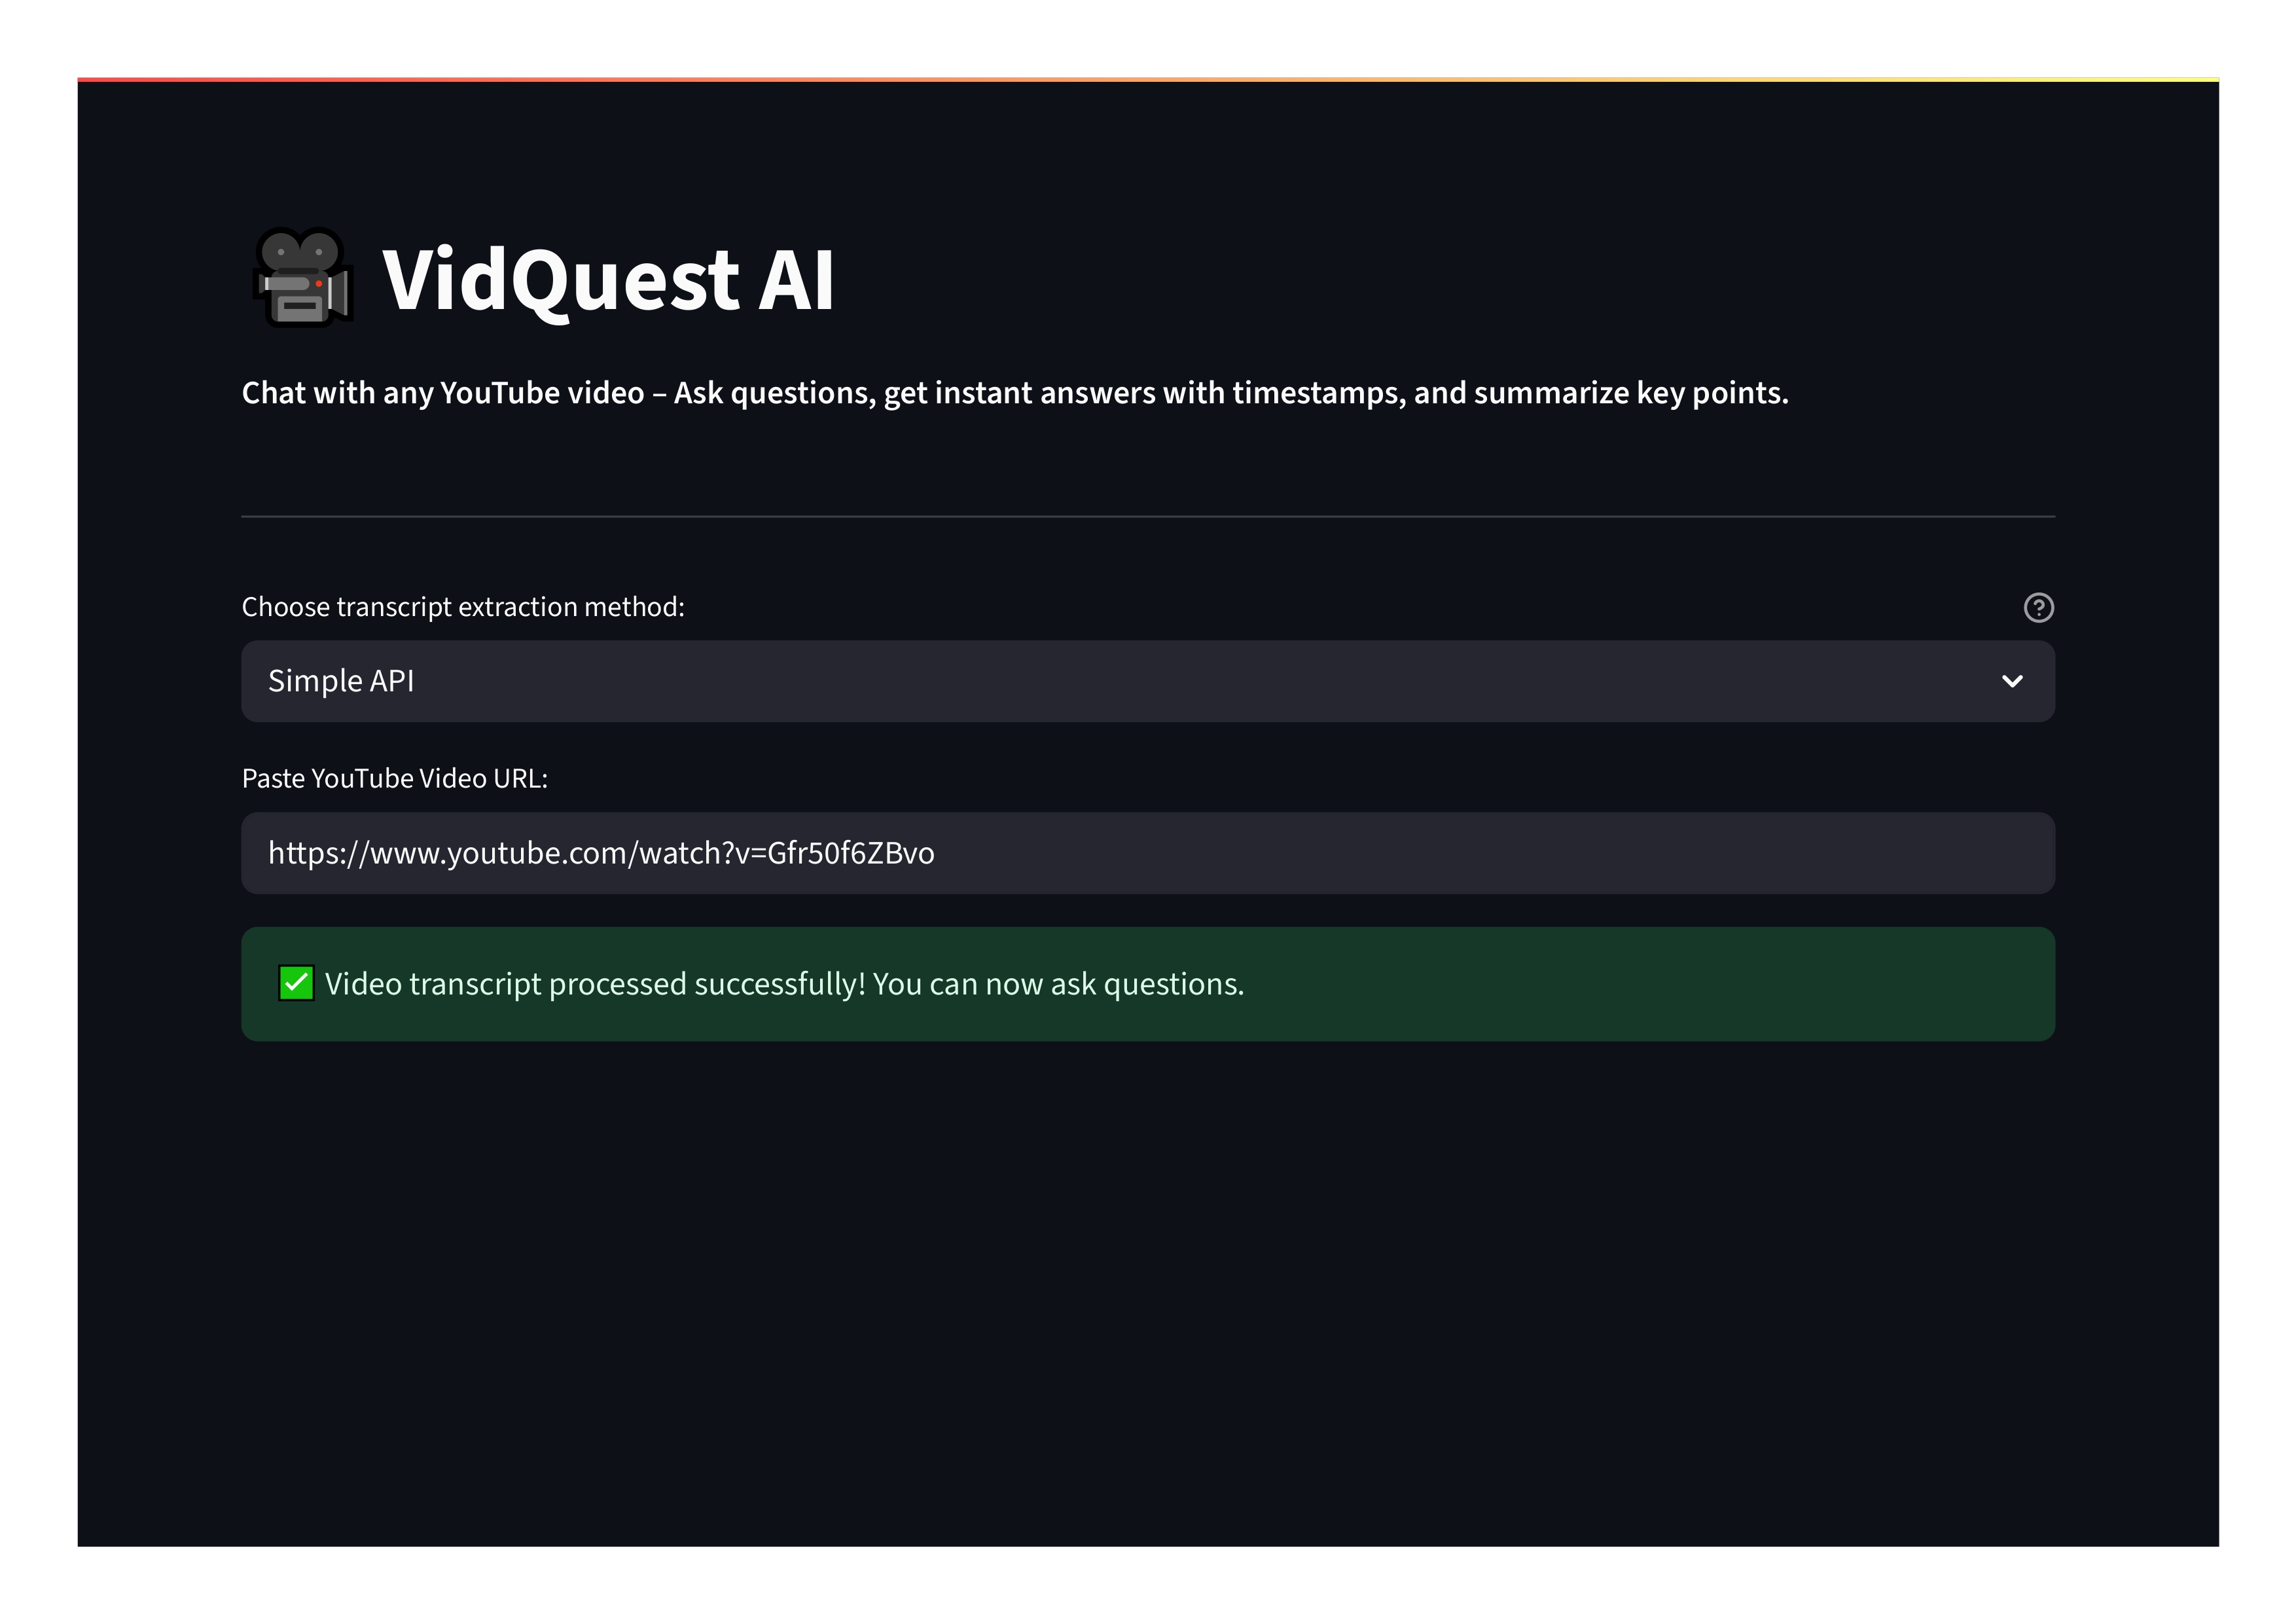 VidQuest AI
Chat with any YouTube video – Ask questions, get instant answers with timestamps, and summarize key points.
Choose transcript extraction method:
Simple API
Paste YouTube Video URL:
https://www.youtube.com/watch?v=Gfr50f6ZBvo
Video transcript processed successfully! You can now ask questions.